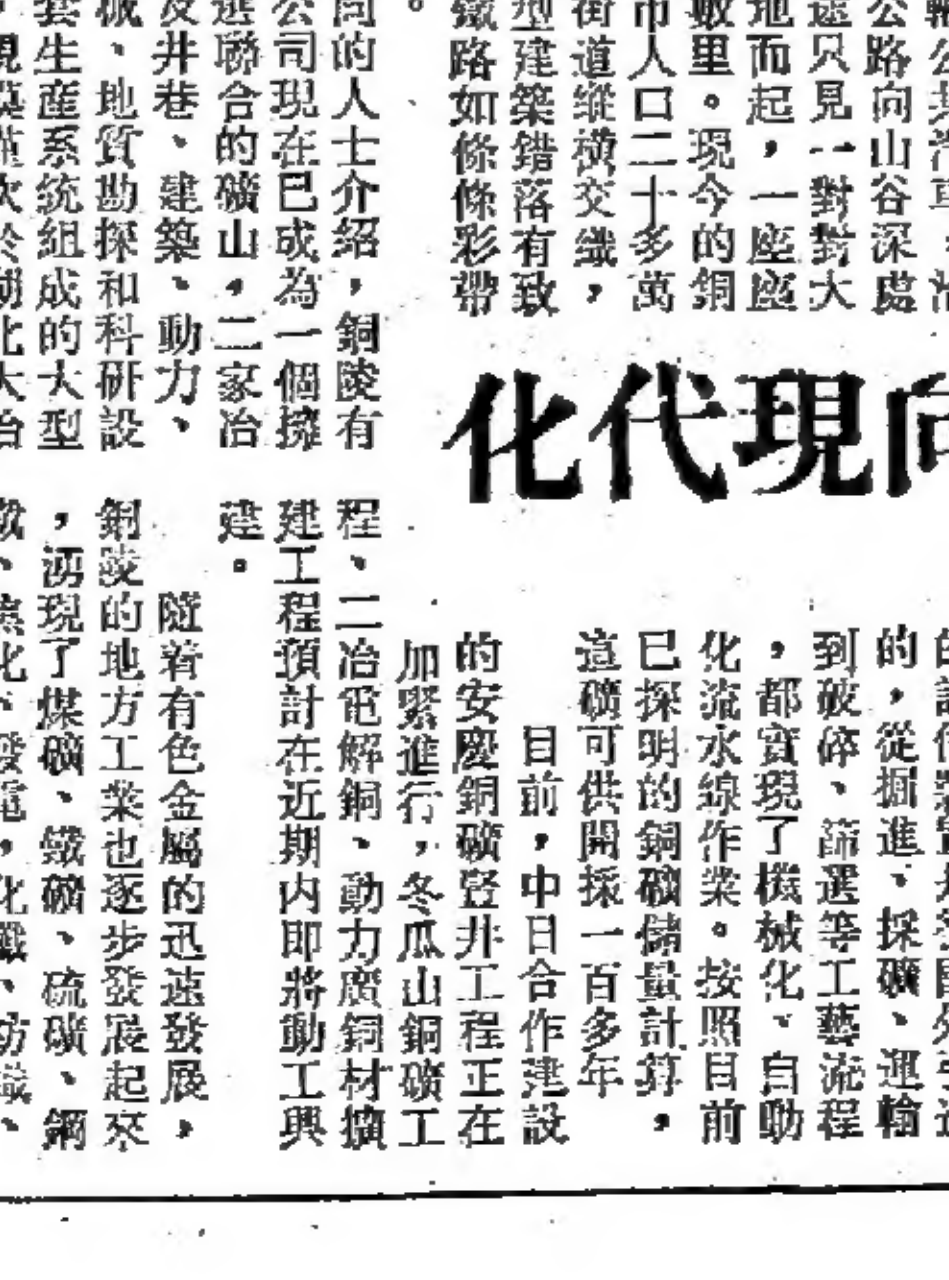 公路向山谷深處
遠只見一對對大
地而起，一座座
數里。現今的銅
市人口二十多萬
街道縱橫交織，
型建築錯落有致
鐵路如條條彩帶
。
向現代化
的人士介紹，銅陵有
公司現在已成為一個擁
聯合的礦山，二家冶
及井巷、建築、動力、
、地質勘探和科研設
套生產系統組成的大型
的，從掘進、採礦、運輸
到破碎、篩選等工藝流程
，都實現了機械化、自動
化流水線作業。按照目前
已探明的銅礦儲量計算，
這礦可供開採一百多年
目前，中日合作建設
的安慶銅礦豎井工程正在
加緊進行，冬瓜山銅礦工
程、二冶電解銅、動力廣銅材擴
建工程預計在近期内即將動工興
建。
隨着有色金屬的迅速發展，
銅陵的地方工業也逐步發展起來
，湧現了煤礦、鐵礦、硫礦、鋼